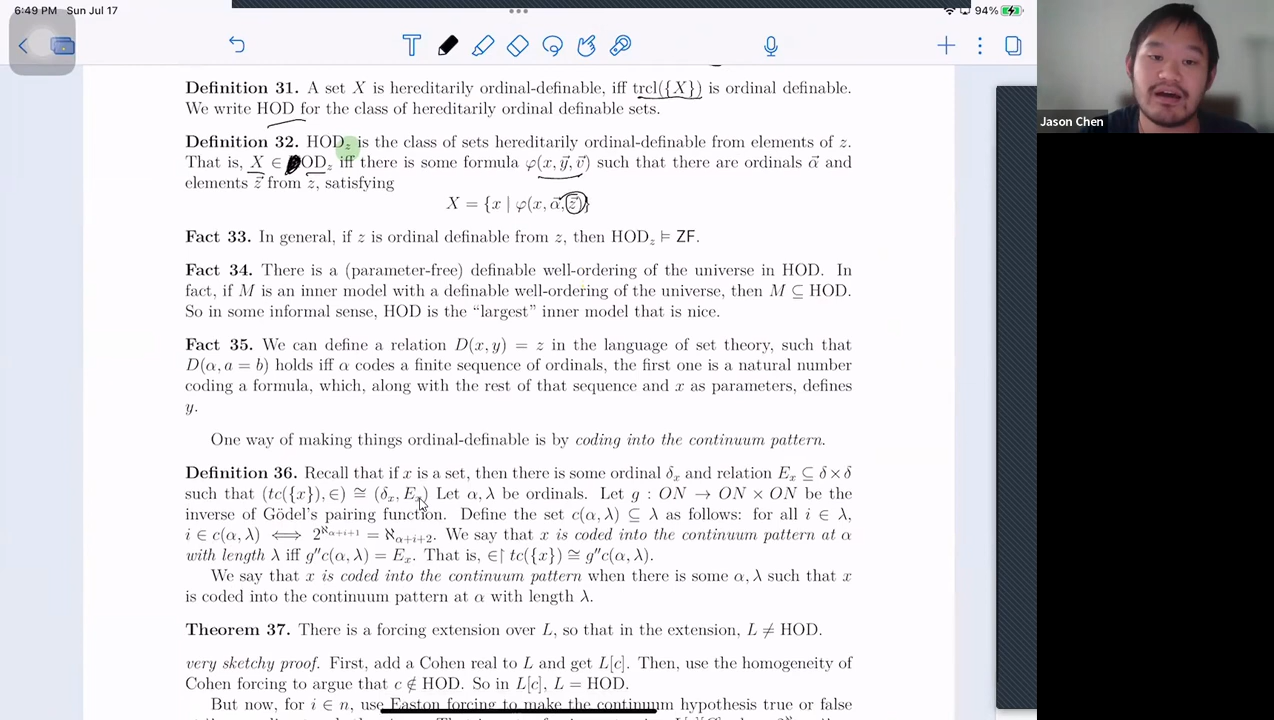 6:49 PM Sun Jul 17
94%
Definition 31. A set X is hereditarily ordinal-definable, iff trcl({X}) is ordinal definable.
We write HOD for the class of hereditarily ordinal definable sets.
Definition 32. HOD_z is the class of sets hereditarily ordinal-definable from elements of z.
That is, X ∈ OD_z iff there is some formula φ(x, y⃗, v⃗) such that there are ordinals α⃗ and
elements z⃗ from z, satisfying
X = {x | φ(x, α⃗, z⃗)}
Fact 33. In general, if z is ordinal definable from z, then HOD_z ⊨ ZF.
Fact 34. There is a (parameter-free) definable well-ordering of the universe in HOD. In
fact, if M is an inner model with a definable well-ordering of the universe, then M ⊆ HOD.
So in some informal sense, HOD is the “largest” inner model that is nice.
Fact 35. We can define a relation D(x, y) = z in the language of set theory, such that
D(α, a = b) holds iff α codes a finite sequence of ordinals, the first one is a natural number
coding a formula, which, along with the rest of that sequence and x as parameters, defines
y.
One way of making things ordinal-definable is by coding into the continuum pattern.
Definition 36. Recall that if x is a set, then there is some ordinal δ_x and relation E_x ⊆ δ × δ
such that (tc({x}), ∈) ≅ (δ_x, E_x) Let α, λ be ordinals. Let g : ON → ON × ON be the
inverse of Gödel's pairing function. Define the set c(α, λ) ⊆ λ as follows: for all i ∈ λ,
i ∈ c(α, λ) ⟺ 2^ℵ_{α+i+1} = ℵ_{α+i+2}. We say that x is coded into the continuum pattern at α
with length λ iff g″c(α, λ) = E_x. That is, ∈↾ tc({x}) ≅ g″c(α, λ).
We say that x is coded into the continuum pattern when there is some α, λ such that x
is coded into the continuum pattern at α with length λ.
Theorem 37. There is a forcing extension over L, so that in the extension, L ≠ HOD.
very sketchy proof. First, add a Cohen real to L and get L[c]. Then, use the homogeneity of
Cohen forcing to argue that c ∉ HOD. So in L[c], L = HOD.
But now, for i ∈ n, use Easton forcing to make the continuum hypothesis true or false
Jason Chen